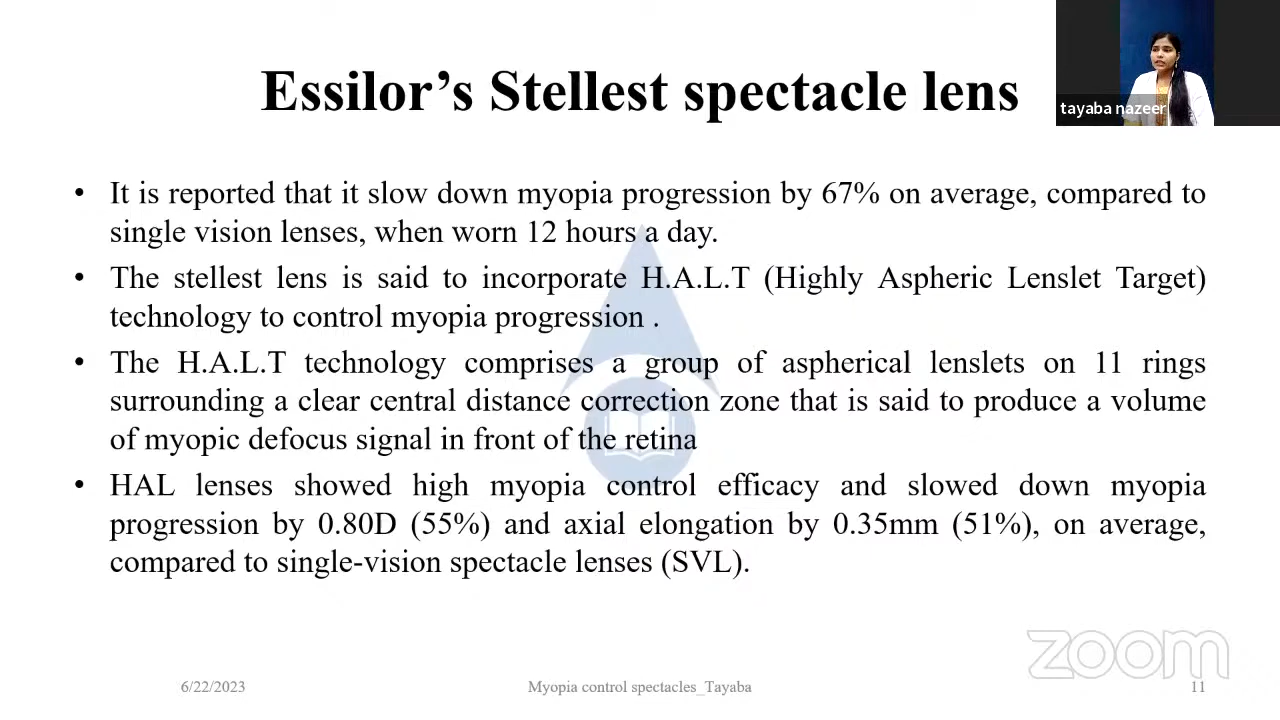 Essilor's Stellest spectacle lens
tayaba nazeer
• It is reported that it slow down myopia progression by 67% on average, compared to
single vision lenses, when worn 12 hours a day.
• The stellest lens is said to incorporate H.A.L.T (Highly Aspheric Lenslet Target)
technology to control myopia progression .
• The H.A.L.T technology comprises a group of aspherical lenslets on 11 rings
surrounding a clear central distance correction zone that is said to produce a volume
of myopic defocus signal in front of the retina
• HAL lenses showed high myopia control efficacy and slowed down myopia
progression by 0.80D (55%) and axial elongation by 0.35mm (51%), on average,
compared to single-vision spectacle lenses (SVL).
zoom
6/22/2023
Myopia control spectacles_Tayaba
11